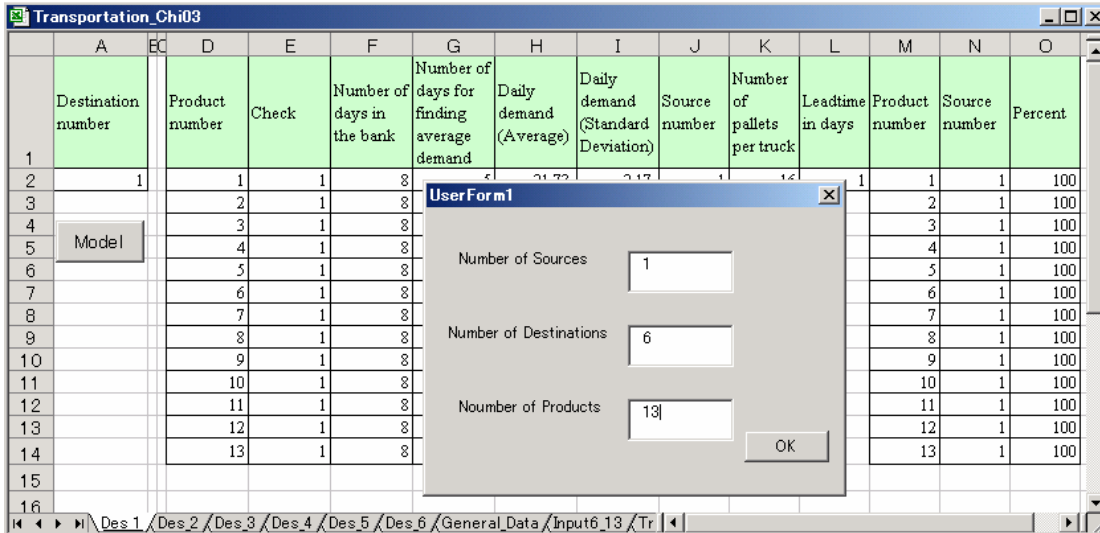 Transportation_Chi03
A B C D E F G H I J K L M N O
1 Destination number Product number Check Number of days in the bank Number of days for finding average demand Daily demand (Average) Daily demand (Standard Deviation) Source number Number of pallets per truck Leadtime in days Product number Source number Percent
2 1 1 1 8 5 21.73 2.17 1 16 1 1 1 100
UserForm1
3 2 1 8 2 1 100
4 3 1 8 3 1 100
Model
5 4 1 8 4 1 100
6 5 1 8 5 1 100
7 6 1 8 6 1 100
8 7 1 8 7 1 100
9 8 1 8 8 1 100
10 9 1 8 9 1 100
11 10 1 8 10 1 100
12 11 1 8 11 1 100
13 12 1 8 12 1 100
14 13 1 8 13 1 100
15
16
Number of Sources 1
Number of Destinations 6
Noumber of Products 13
OK
Des_1 Des_2 Des_3 Des_4 Des_5 Des_6 General_Data Input6_13 Tr